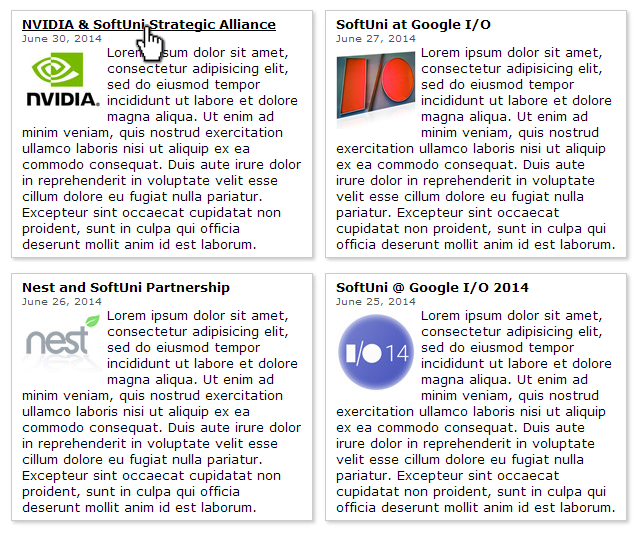 NVIDIA & SoftUni Strategic Alliance
June 30, 2014
NVIDIA.
Lorem ipsum dolor sit amet,
consectetur adipisicing elit,
sed do eiusmod tempor
incididunt ut labore et dolore
magna aliqua. Ut enim ad
minim veniam, quis nostrud exercitation
ullamco laboris nisi ut aliquip ex ea
commodo consequat. Duis aute irure dolor
in reprehenderit in voluptate velit esse
cillum dolore eu fugiat nulla pariatur.
Excepteur sint occaecat cupidatat non
proident, sunt in culpa qui officia
deserunt mollit anim id est laborum.
SoftUni at Google I/O
June 27, 2014
Lorem ipsum dolor sit amet,
consectetur adipisicing elit,
sed do eiusmod tempor
incididunt ut labore et dolore
magna aliqua. Ut enim ad
minim veniam, quis nostrud
exercitation ullamco laboris nisi ut aliquip
ex ea commodo consequat. Duis aute
irure dolor in reprehenderit in voluptate
velit esse cillum dolore eu fugiat nulla
pariatur. Excepteur sint occaecat
cupidatat non proident, sunt in culpa qui
officia deserunt mollit anim id est laborum.
Nest and SoftUni Partnership
June 26, 2014
nest
Lorem ipsum dolor sit amet,
consectetur adipisicing elit,
sed do eiusmod tempor
incididunt ut labore et dolore
magna aliqua. Ut enim ad
minim veniam, quis nostrud exercitation
ullamco laboris nisi ut aliquip ex ea
commodo consequat. Duis aute irure dolor
in reprehenderit in voluptate velit esse
cillum dolore eu fugiat nulla pariatur.
Excepteur sint occaecat cupidatat non
proident, sunt in culpa qui officia
deserunt mollit anim id est laborum.
SoftUni @ Google I/O 2014
June 25, 2014
I/O 14
Lorem ipsum dolor sit amet,
consectetur adipisicing elit,
sed do eiusmod tempor
incididunt ut labore et dolore
magna aliqua. Ut enim ad
minim veniam, quis nostrud
exercitation ullamco laboris nisi ut aliquip
ex ea commodo consequat. Duis aute
irure dolor in reprehenderit in voluptate
velit esse cillum dolore eu fugiat nulla
pariatur. Excepteur sint occaecat
cupidatat non proident, sunt in culpa qui
officia deserunt mollit anim id est laborum.